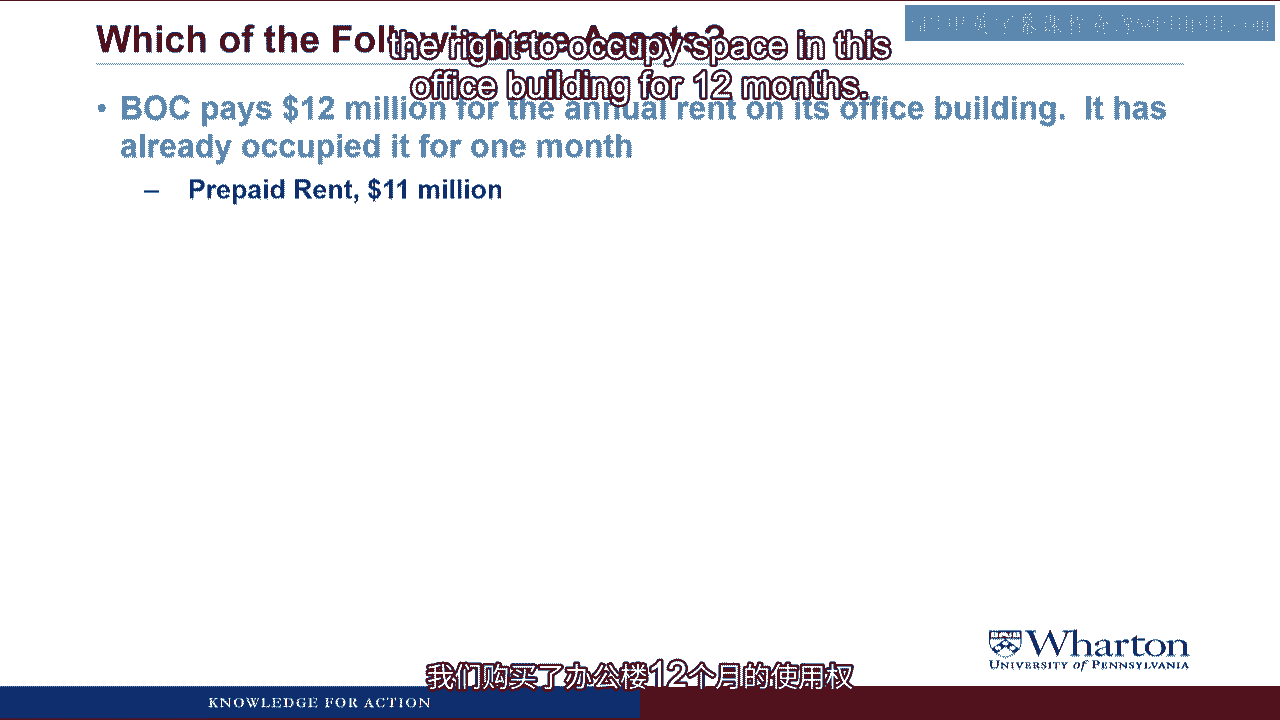 Which of the Following are Assets?
the right to occupy space in this
office building for 12 months.
• BOC pays $12 million for the annual rent on its office building. It has
already occupied it for one month
– Prepaid Rent, $11 million
Wharton
UNIVERSITY of PENNSYLVANIA
我们购买了办公楼12个月的使用权
KNOWLEDGE FOR ACTION